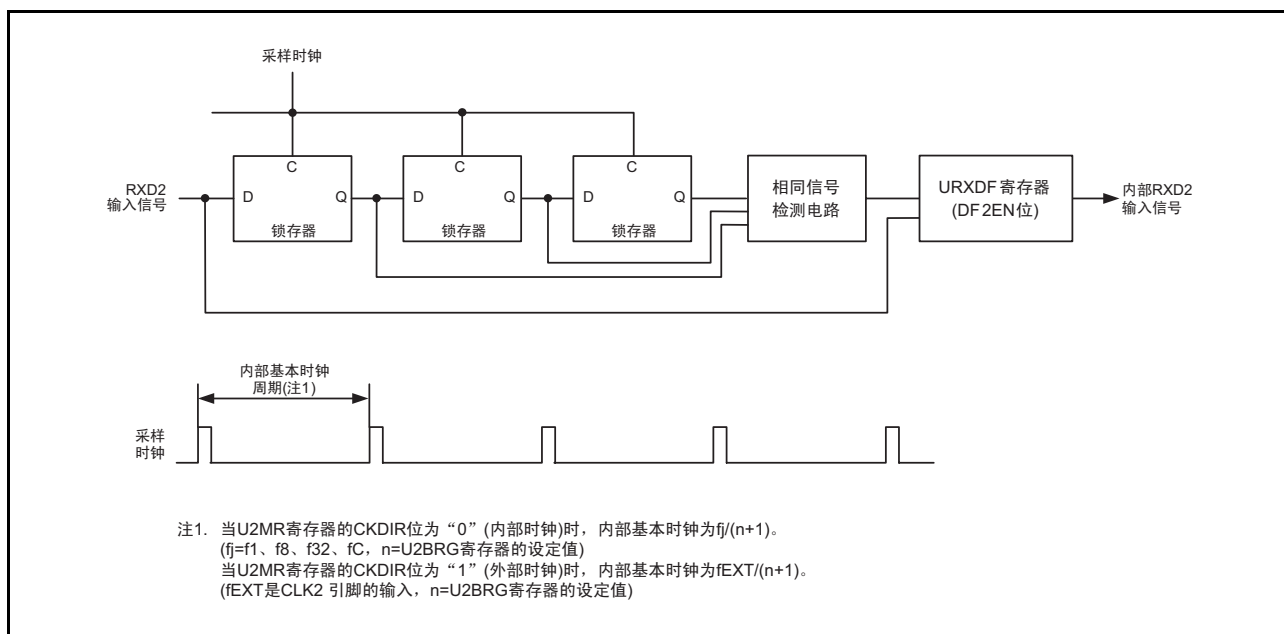 采样时钟
C
C
C
RXD2
输入信号
D
Q
D
Q
D
Q
锁存器
锁存器
锁存器
相同信号
检测电路
URXDF寄存器
(DF2EN位)
内部RXD2
输入信号
内部基本时钟
周期(注1)
采样
时钟
注1. 当U2MR寄存器的CKDIR位为“0”(内部时钟)时，内部基本时钟为fj/(n+1)。
(fj=f1、f8、f32、fC，n=U2BRG寄存器的设定值)
当U2MR寄存器的CKDIR位为“1”(外部时钟)时，内部基本时钟为fEXT/(n+1)。
(fEXT是CLK2 引脚的输入，n=U2BRG寄存器的设定值)